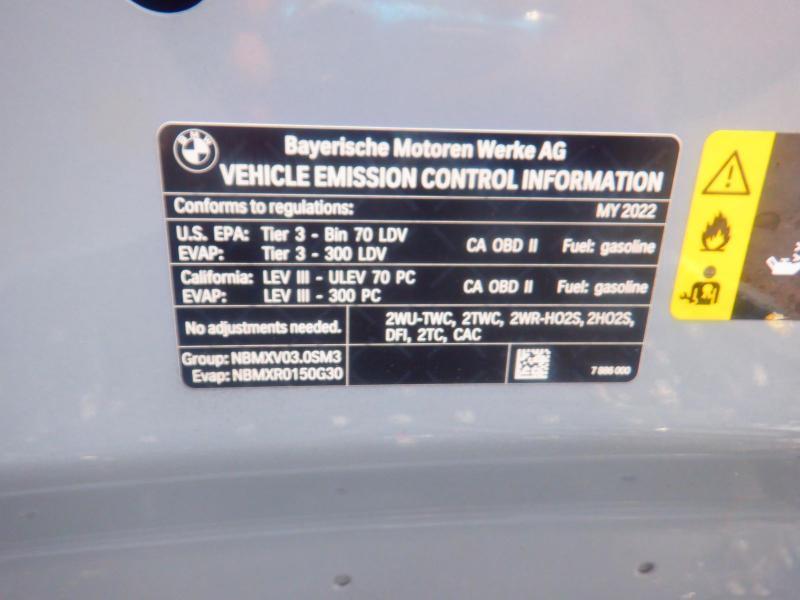 BMW
Bayerische Motoren Werke AG
VEHICLE EMISSION CONTROL INFORMATION
Conforms to regulations: MY 2022
U.S. EPA: Tier 3 - Bin 70 LDV CA OBD II Fuel: gasoline
EVAP: Tier 3 - 300 LDV
California: LEV III - ULEV 70 PC CA OBD II Fuel: gasoline
EVAP: LEV III - 300 PC
No adjustments needed. 2WU-TWC, 2TWC, 2WR-HO2S, 2HO2S,
DFI, 2TC, CAC
Group: NBMXV03.0SM3
Evap: NBMXR0150G30
7 886 000